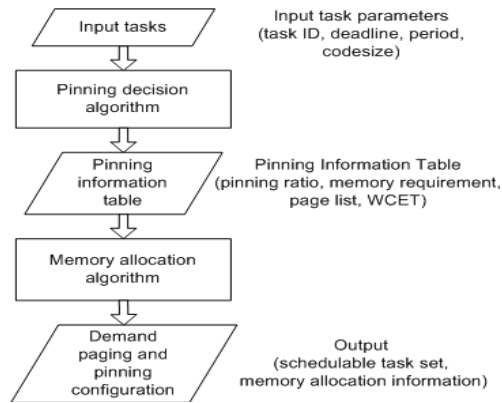 Input tasks
Input task parameters
(task ID, deadline, period,
codesize)
Pinning decision
algorithm
Pinning
information
table
Pinning Information Table
(pinning ratio, memory requirement,
page list, WCET)
Memory allocation
algorithm
Demand
paging and
pinning
configuration
Output
(schedulable task set,
memory allocation information)